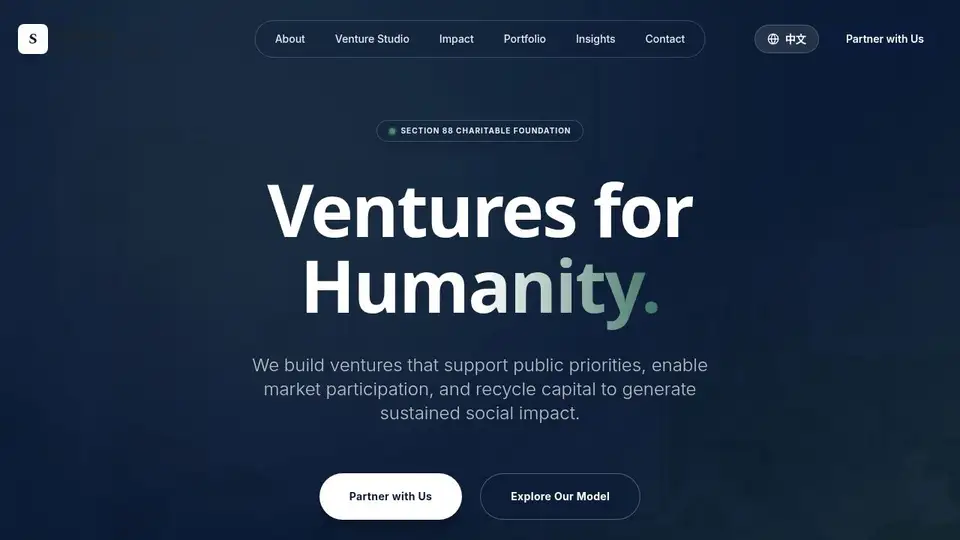 S
About
Venture Studio
Impact
Portfolio
Insights
Contact
中文
Partner with Us
SECTION 88 CHARITABLE FOUNDATION
Ventures for
Humanity.
We build ventures that support public priorities, enable
market participation, and recycle capital to generate
sustained social impact.
Partner with Us
Explore Our Model